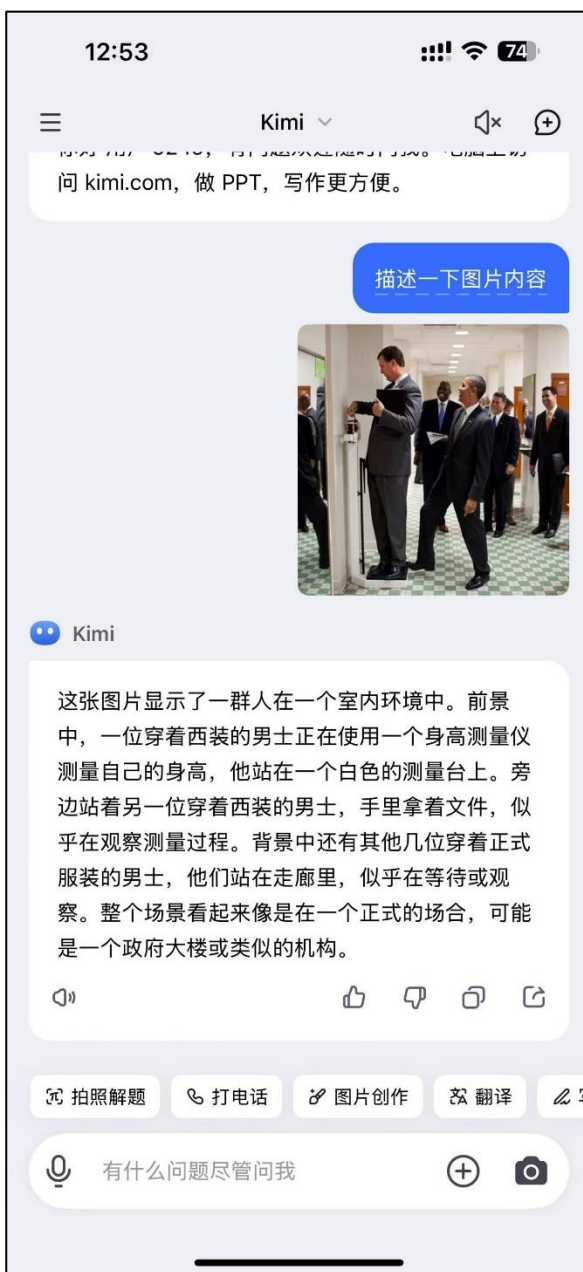 12:53
74
Kimi
问 kimi.com，做 PPT，写作更方便。
描述一下图片内容
Kimi
这张图片显示了一群人在一个室内环境中。前景
中，一位穿着西装的男士正在使用一个身高测量仪
测量自己的身高，他站在一个白色的测量台上。旁
边站着另一位穿着西装的男士，手里拿着文件，似
乎在观察测量过程。背景中还有其他几位穿着正式
服装的男士，他们站在走廊里，似乎在等待或观
察。整个场景看起来像是在一个正式的场合，可能
是一个政府大楼或类似的机构。
拍照解题
打电话
图片创作
翻译
有什么问题尽管问我